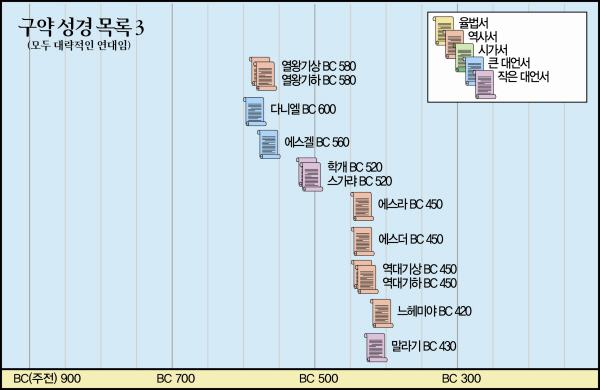 구약 성경 목록 3
(모두 대략적인 연대임)
율법서
역사서
시가서
큰 대언서
작은 대언서
열왕기상 BC 580
열왕기하 BC 580
다니엘 BC 600
에스겔 BC 560
학개 BC 520
스가랴 BC 520
에스라 BC 450
에스더 BC 450
역대기상 BC 450
역대기하 BC 450
느헤미야 BC 420
말라기 BC 430
BC(주전) 900 BC 700 BC 500 BC 300